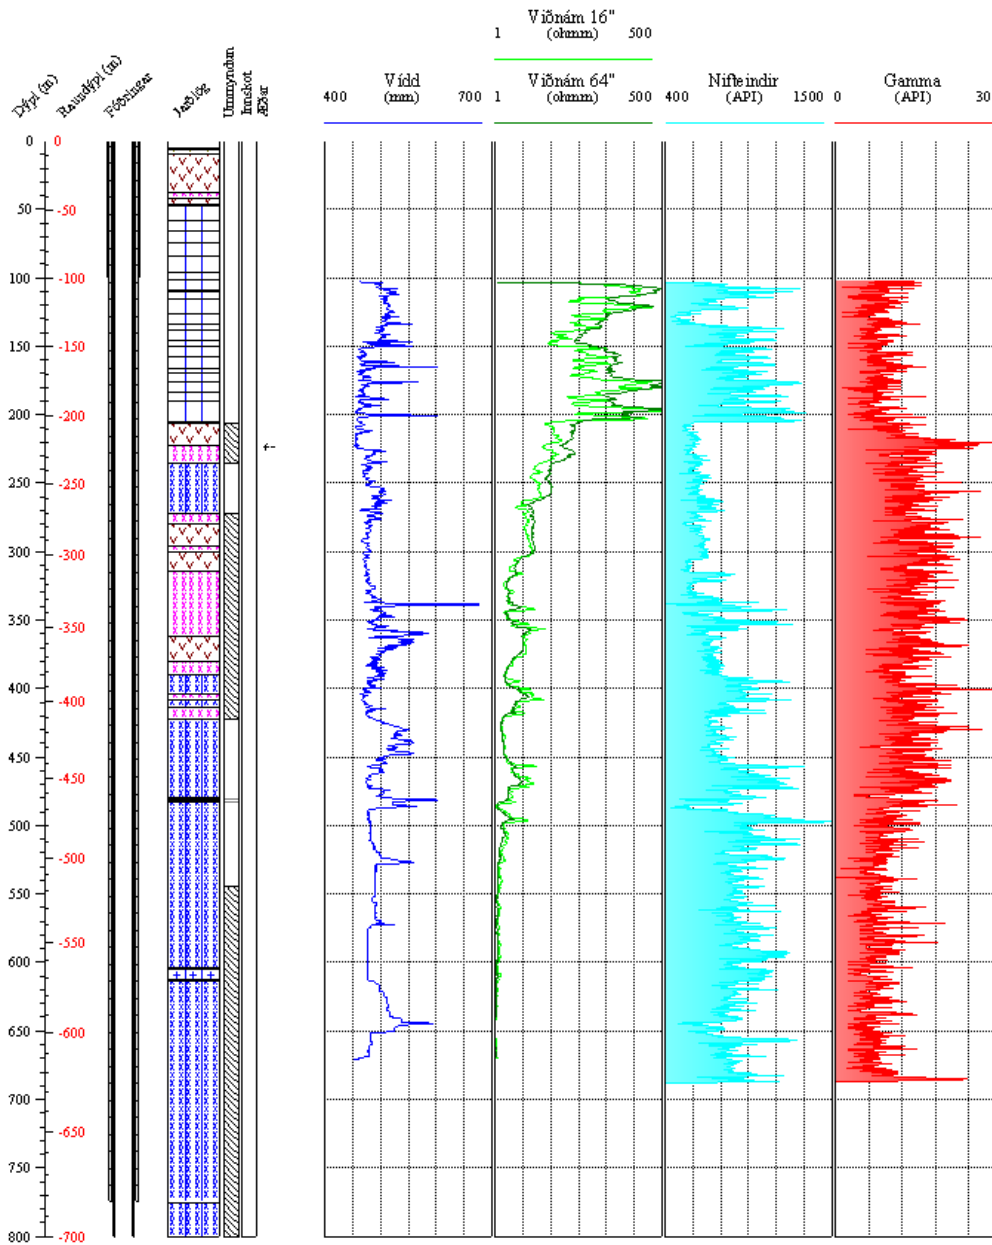 Viðnám 16"
1 (ohmm) 500
Dýpi (m)
Raundýpi (m)
Fóðringar
Jarðlög
Ummyndun
Innskot
Æðar
Vídd
400 (mm) 700
Viðnám 64"
1 (ohmm) 500
Nifteindir
400 (API) 1500
Gamma
0 (API) 30
0 0
50 -50
100 -100
150 -150
200 -200
250 -250
300 -300
350 -350
400 -400
450 -450
500
-500
550
-550
600
650 -600
700
-650
750
800 -700